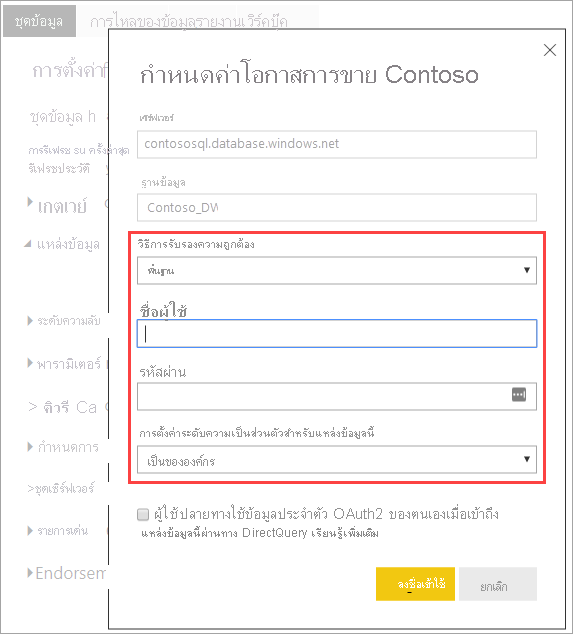 ชุดข้อมูล
การไหลของข้อมูลรายงานเวิร์คบุ๊ค
การตั้งค่า
ชุดข้อมูล h
การรีเฟรช su ครั้งล่าสุด
รีเฟรชประวัติ
เกตเวย์
แหล่งข้อมูล
ระดับความลับ
พารามิเตอร์
> คิวรี Ca
กำหนดการ
>ชุดเซิร์ฟเวอร์
รายการเด่น
Endorsem
กำหนดค่าโอกาสการขาย Contoso
เซิร์ฟเวอร์
contososql.database.windows.net
ฐานข้อมูล
Contoso_DW
วิธีการรับรองความถูกต้อง
พื้นฐาน
ชื่อผู้ใช้
รหัสผ่าน
การตั้งค่าระดับความเป็นส่วนตัวสำหรับแหล่งข้อมูลนี้
เป็นขององค์กร
ผู้ใช้ปลายทางใช้ข้อมูลประจำตัว OAuth2 ของตนเองเมื่อเข้าถึง
แหล่งข้อมูลนี้ผ่านทาง DirectQuery เรียนรู้เพิ่มเติม
ลงชื่อเข้าใช้
ยกเลิก